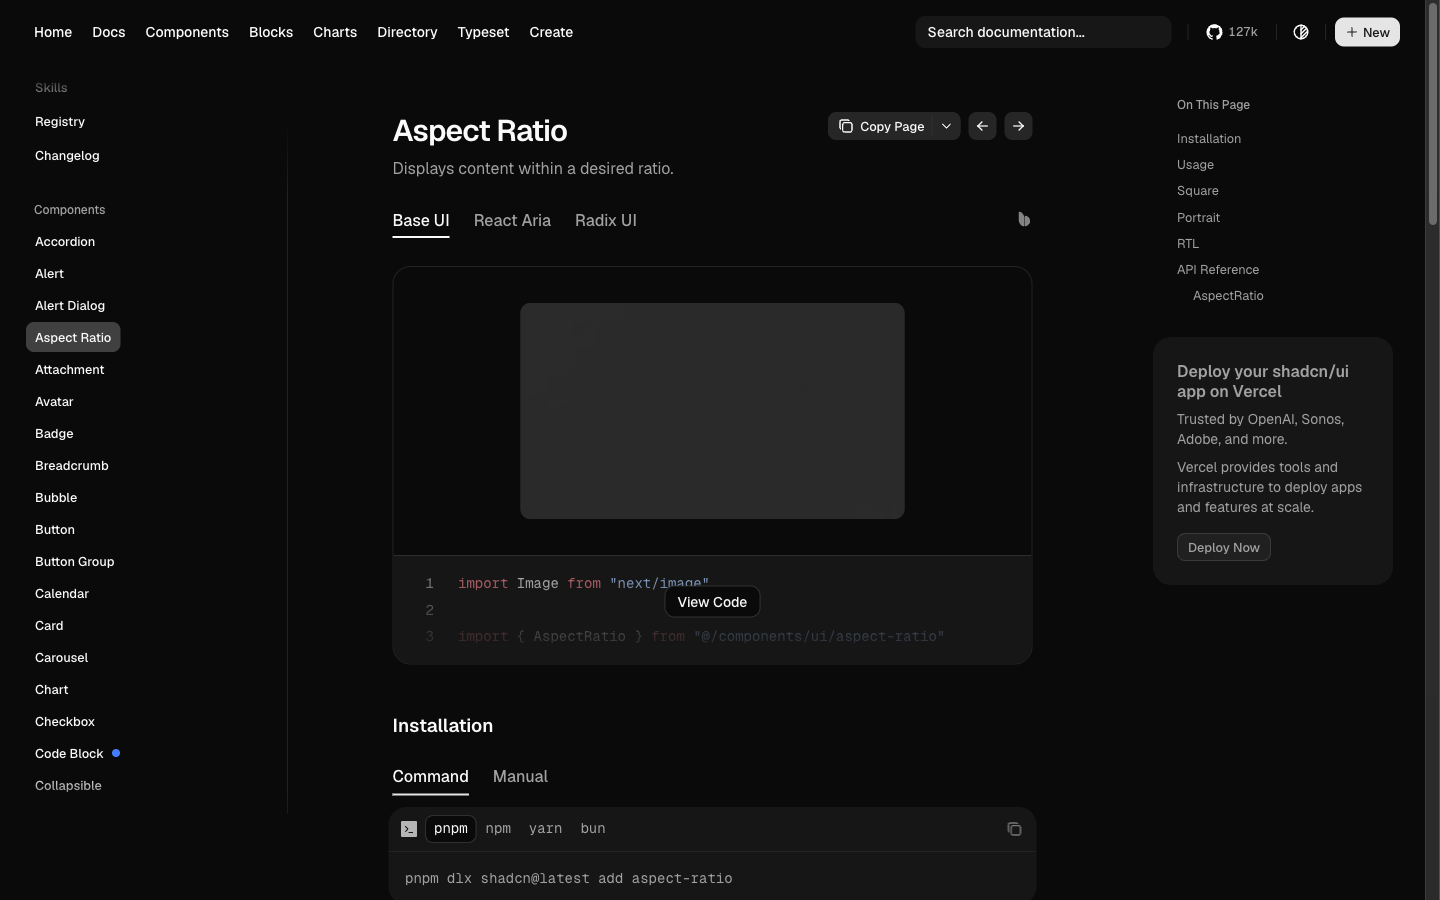 Home Docs Components Blocks Charts Directory Typeset Create
Search documentation...
127k
New
Skills
Registry
Changelog
Components
Accordion
Alert
Alert Dialog
Aspect Ratio
Attachment
Avatar
Badge
Breadcrumb
Bubble
Button
Button Group
Calendar
Card
Carousel
Chart
Checkbox
Code Block
Collapsible
Aspect Ratio
Copy Page
Displays content within a desired ratio.
Base UI React Aria Radix UI
1 import Image from "next/image"
2
View Code
3 import { AspectRatio } from "@/components/ui/aspect-ratio"
Installation
Command Manual
pnpm npm yarn bun
pnpm dlx shadcn@latest add aspect-ratio
On This Page
Installation
Usage
Square
Portrait
RTL
API Reference
AspectRatio
Deploy your shadcn/ui
app on Vercel
Trusted by OpenAI, Sonos,
Adobe, and more.
Vercel provides tools and
infrastructure to deploy apps
and features at scale.
Deploy Now